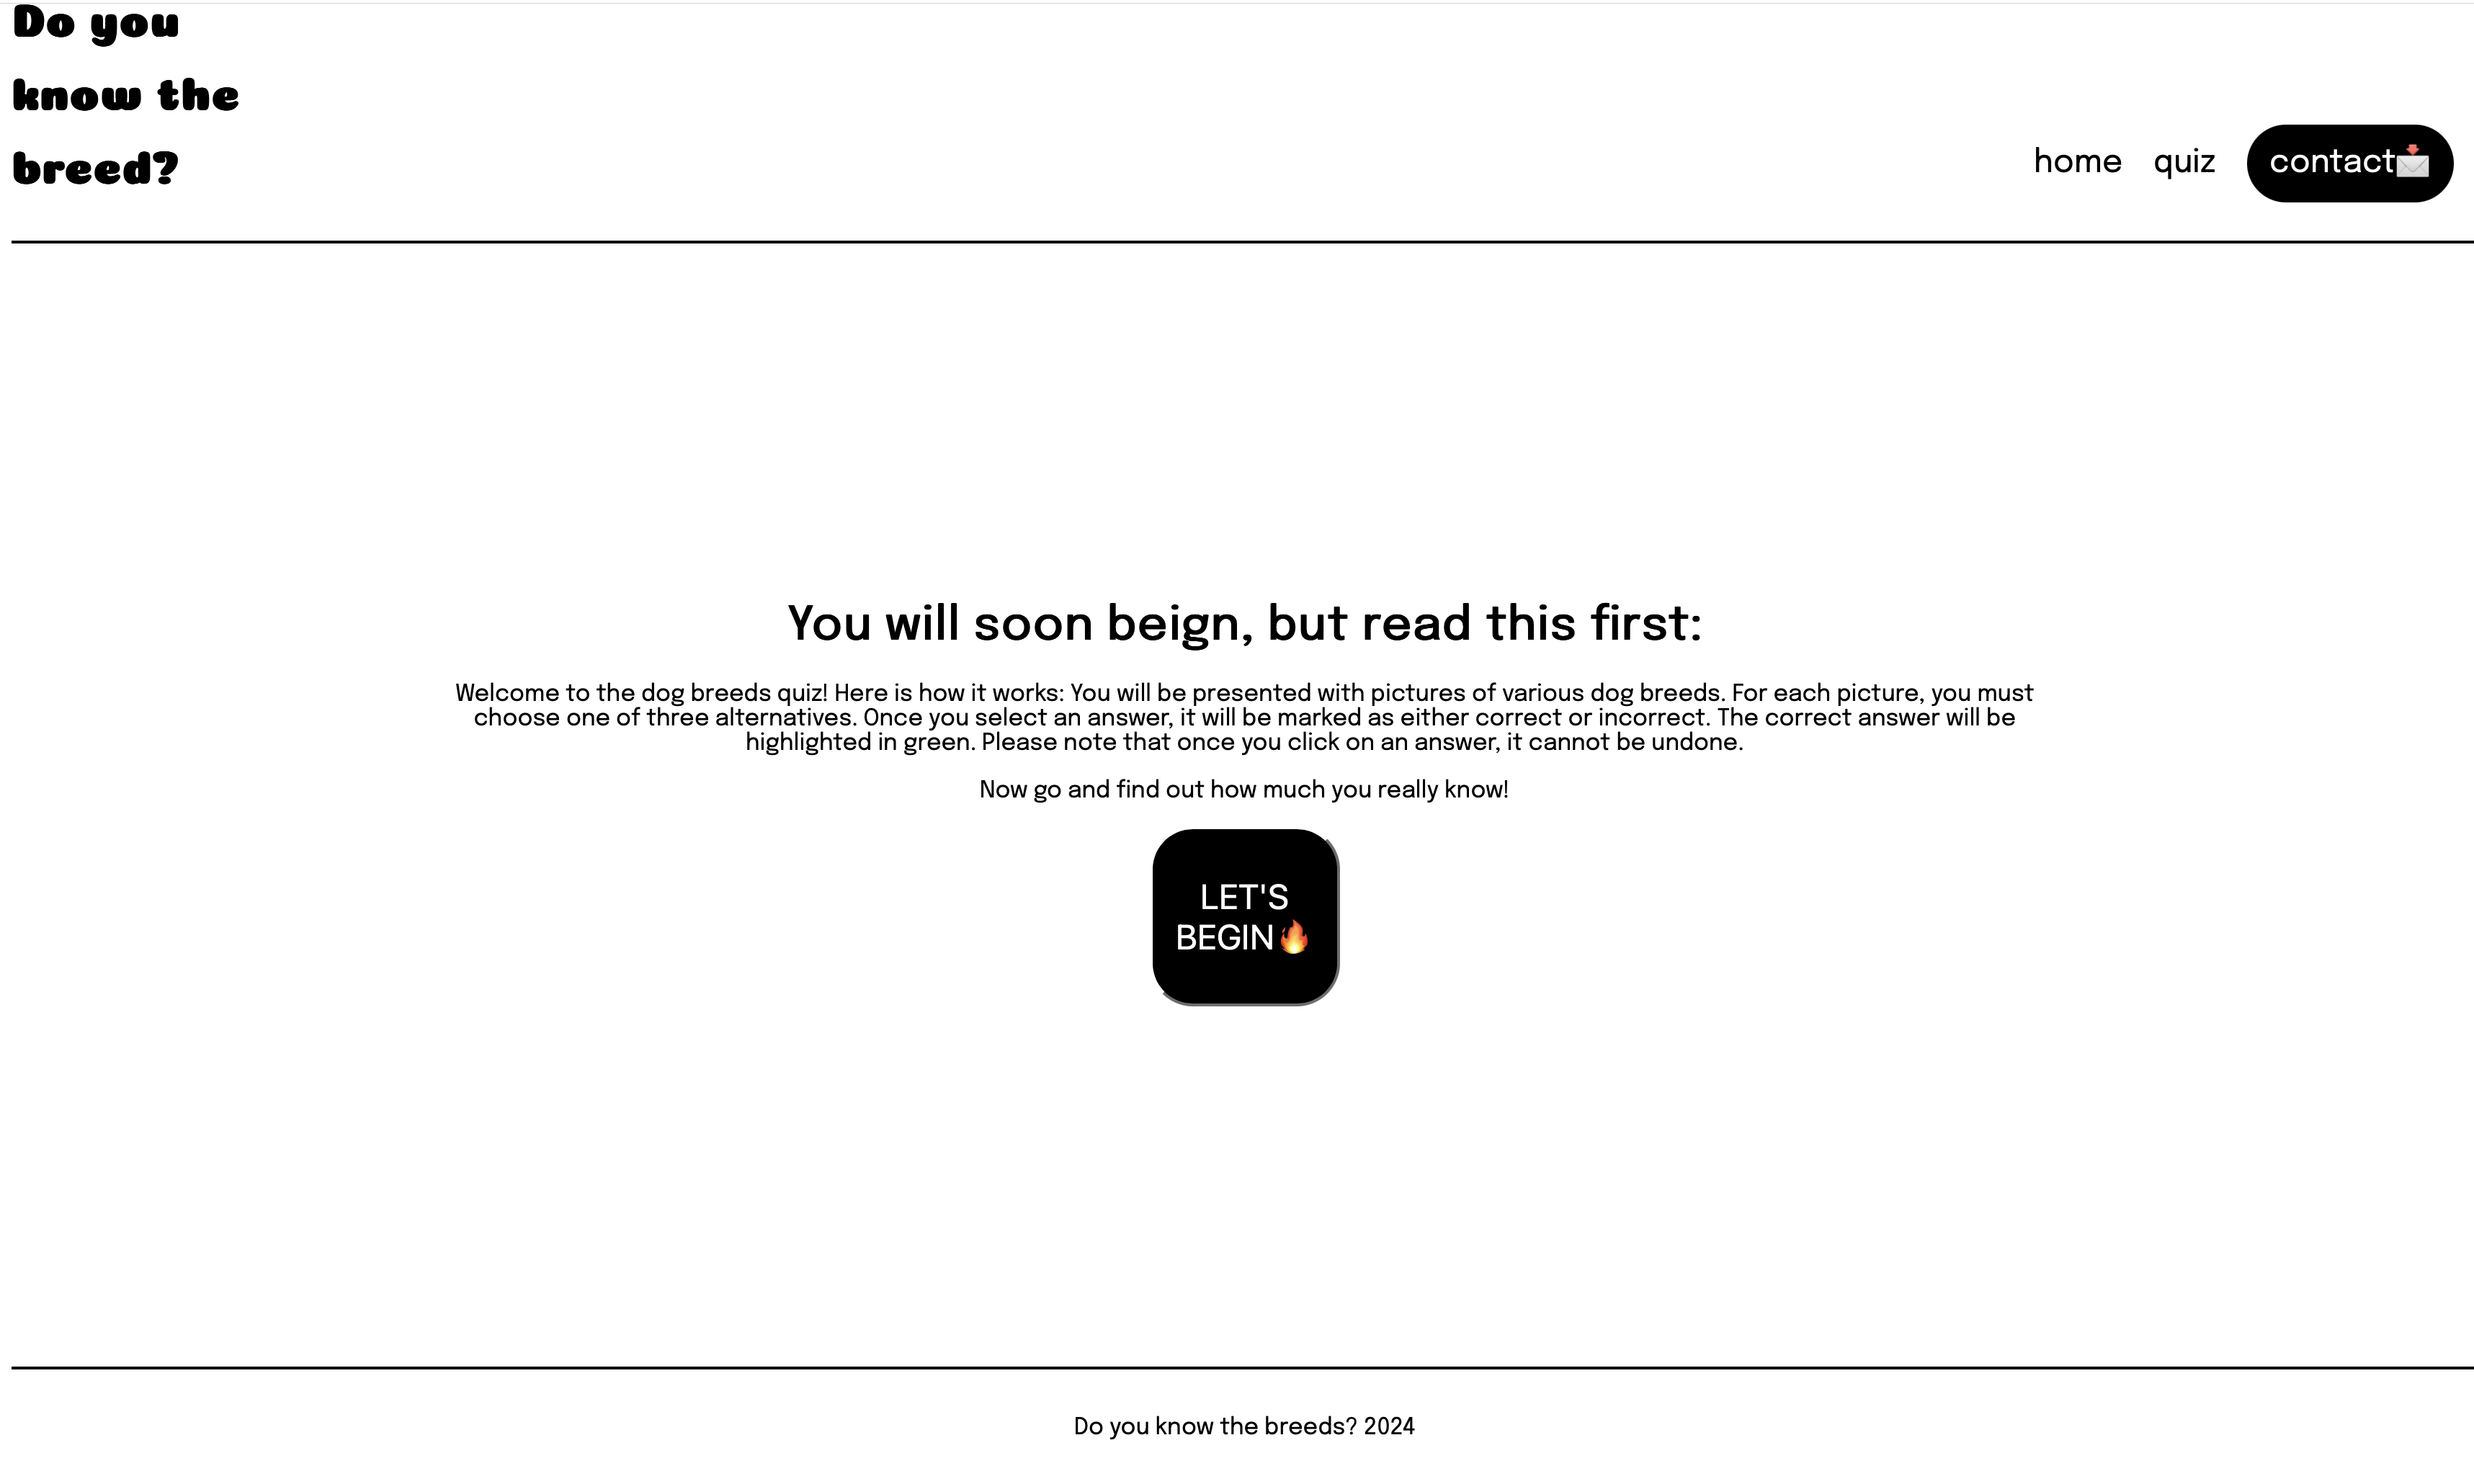 Do you
know the
breed?
home quiz contact📩
You will soon beign, but read this first:
Welcome to the dog breeds quiz! Here is how it works: You will be presented with pictures of various dog breeds. For each picture, you must
choose one of three alternatives. Once you select an answer, it will be marked as either correct or incorrect. The correct answer will be
highlighted in green. Please note that once you click on an answer, it cannot be undone.
Now go and find out how much you really know!
LET'S
BEGIN🔥
Do you know the breeds? 2024